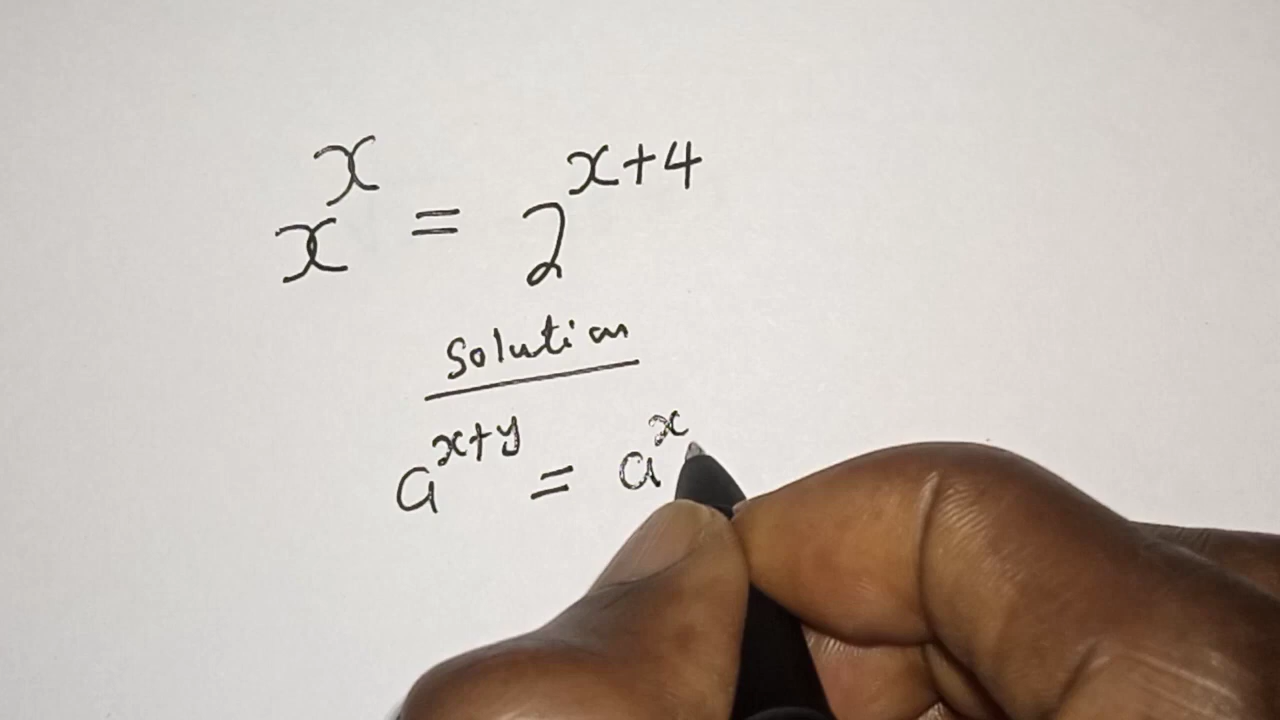 x^x = 2^{x+4}
Solution
a^{x+y} = a^x